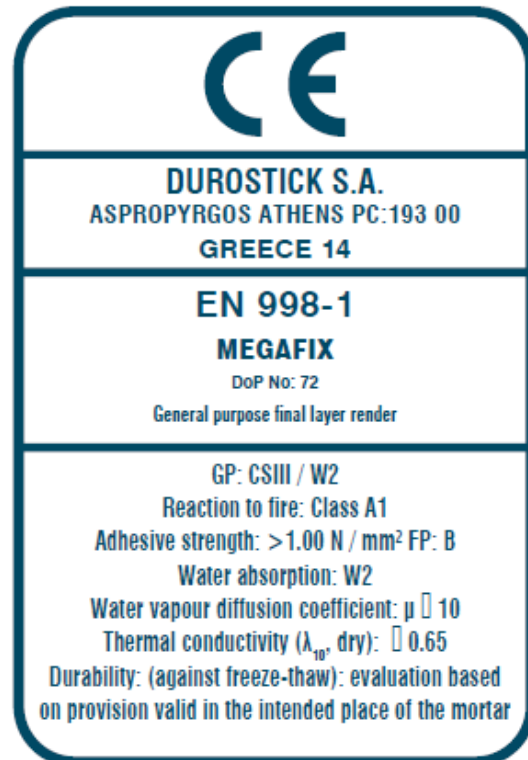 CE
DUROSTICK S.A.
ASPROPYRGOS ATHENS PC:193 00
GREECE 14
EN 998-1
MEGAFIX
DoP No: 72
General purpose final layer render
GP: CSIII / W2
Reaction to fire: Class A1
Adhesive strength: >1.00 N / mm² FP: B
Water absorption: W2
Water vapour diffusion coefficient: μ ▯ 10
Thermal conductivity (λ₁₀, dry): ▯ 0.65
Durability: (against freeze-thaw): evaluation based
on provision valid in the intended place of the mortar